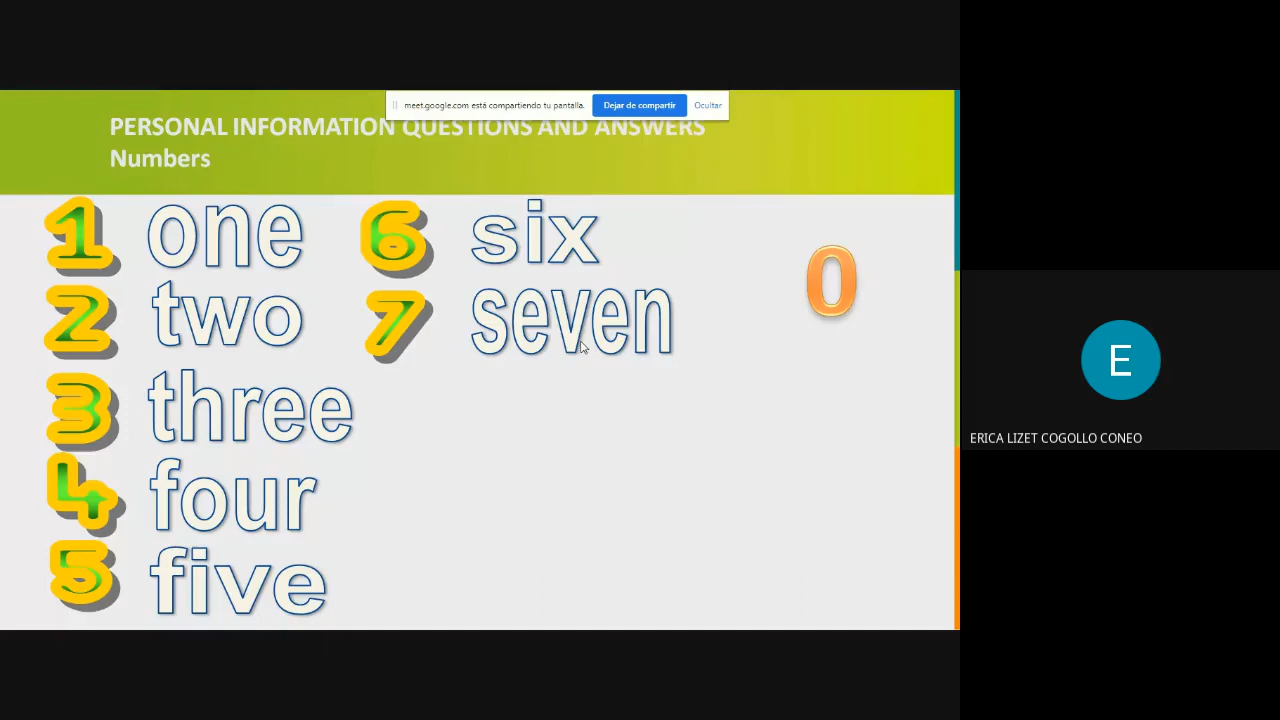 meet.google.com está compartiendo tu pantalla. Dejar de compartir Ocultar
PERSONAL INFORMATION QUESTIONS AND ANSWERS
Numbers
1 one
2 two
3 three
4 four
5 five
6 six
7 seven
0
E
ERICA LIZET COGOLLO CONEO